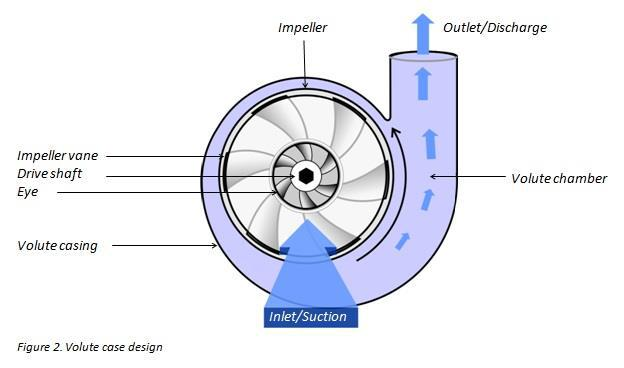 Impeller
Outlet/Discharge
Impeller vane
Drive shaft
Eye
Volute chamber
Volute casing
Inlet/Suction
Figure 2. Volute case design